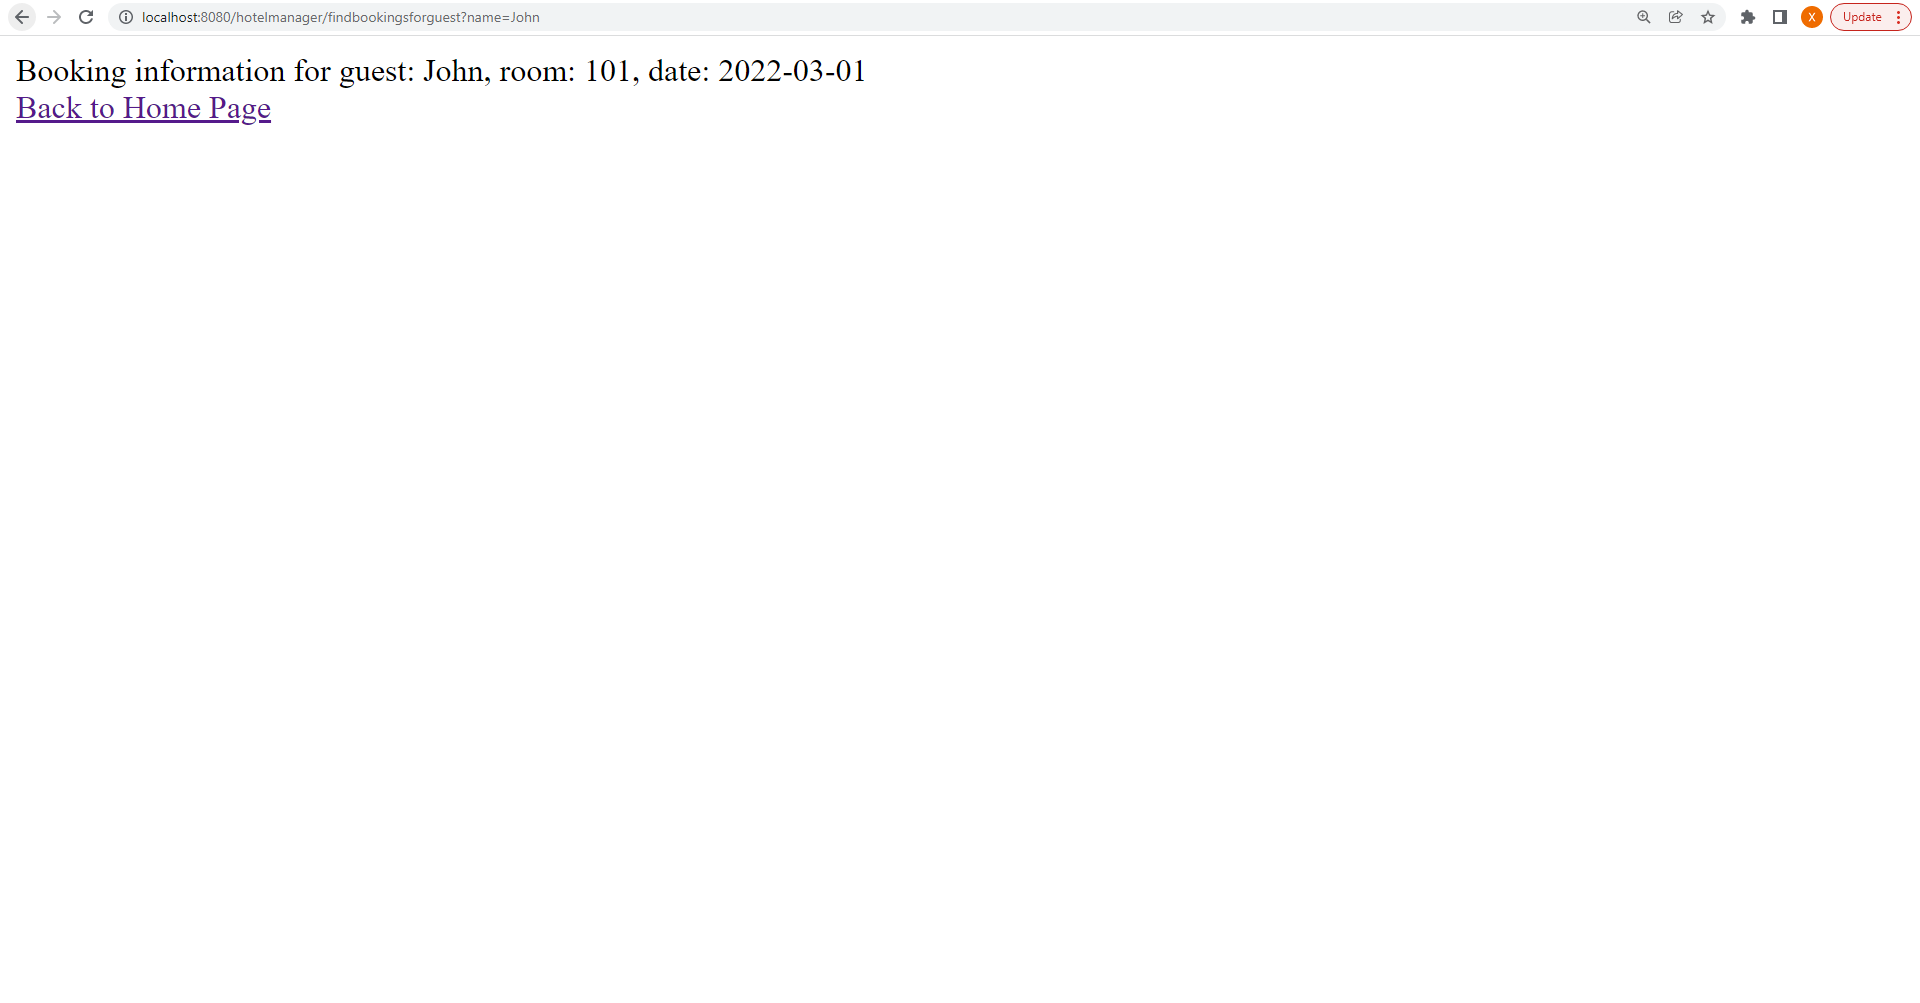 localhost:8080/hotelmanager/findbookingsforguest?name=John
X
Update
Booking information for guest: John, room: 101, date: 2022-03-01
Back to Home Page